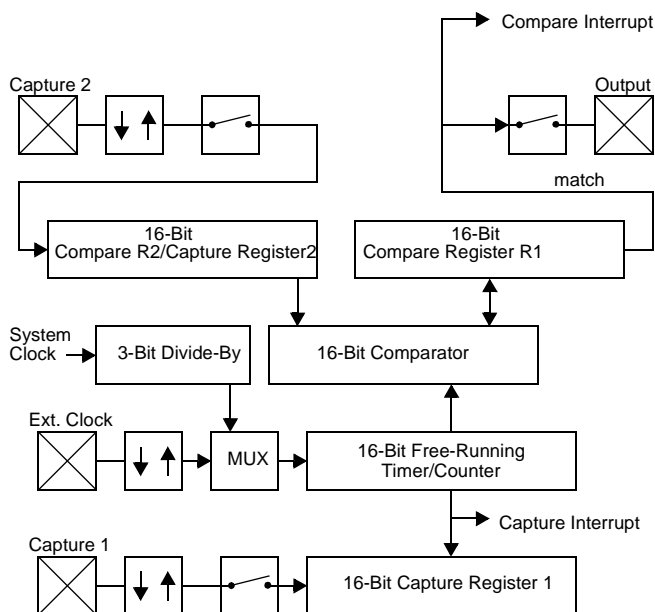 Compare Interrupt
Capture 2
Output
match
16-Bit
Compare R2/Capture Register2
16-Bit
Compare Register R1
System
Clock
3-Bit Divide-By
16-Bit Comparator
Ext. Clock
MUX
16-Bit Free-Running
Timer/Counter
Capture Interrupt
Capture 1
16-Bit Capture Register 1